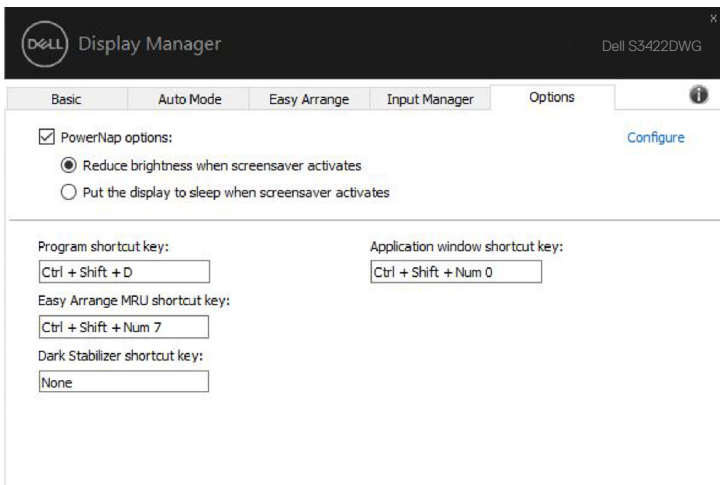 DELL Display Manager
x
Dell S3422DWG
Basic Auto Mode Easy Arrange Input Manager Options
PowerNap options: Configure
Reduce brightness when screensaver activates
Put the display to sleep when screensaver activates
Program shortcut key: Application window shortcut key:
Ctrl + Shift + D Ctrl + Shift + Num 0
Easy Arrange MRU shortcut key:
Ctrl + Shift + Num 7
Dark Stabilizer shortcut key:
None